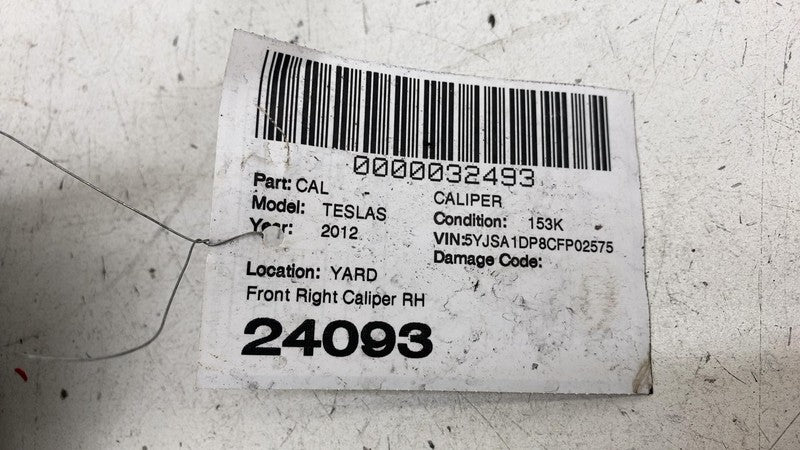 0000032493
Part: CAL CALIPER
Model: TESLAS Condition: 153K
Year: 2012 VIN:5YJSA1DP8CFP02575
Damage Code:
Location: YARD
Front Right Caliper RH
24093